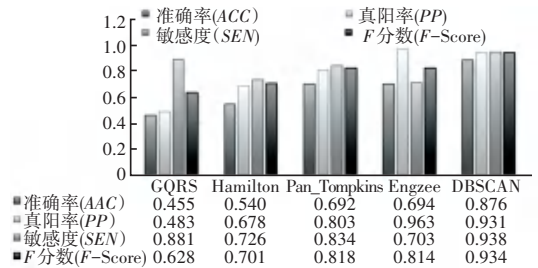 1.2
1.0
0.8
0.6
0.4
0.2
0
准确率(ACC) 真阳率(PP)
敏感度(SEN) F分数(F-Score)
GQRS Hamilton Pan_Tompkins Engzee DBSCAN
准确率(AAC) 0.455 0.540 0.692 0.694 0.876
真阳率(PP) 0.483 0.678 0.803 0.963 0.931
敏感度(SEN) 0.881 0.726 0.834 0.703 0.938
F分数(F-Score) 0.628 0.701 0.818 0.814 0.934